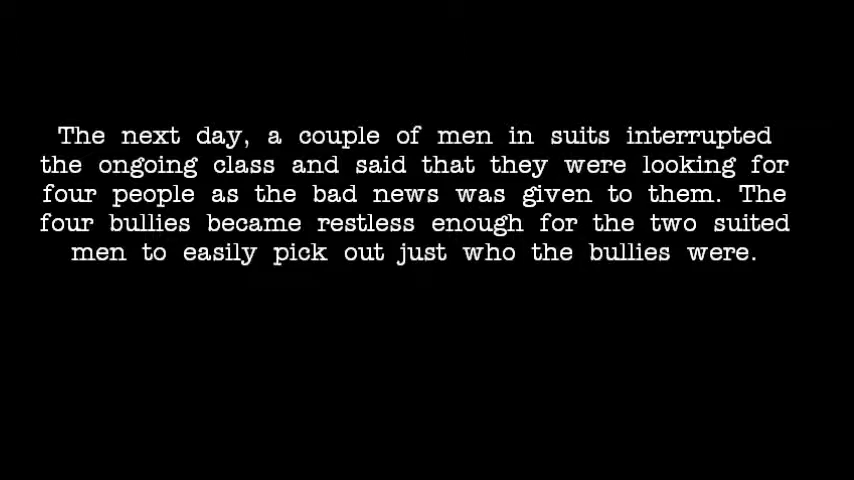 The next day, a couple of men in suits interrupted
the ongoing class and said that they were looking for
four people as the bad news was given to them. The
four bullies became restless enough for the two suited
men to easily pick out just who the bullies were.